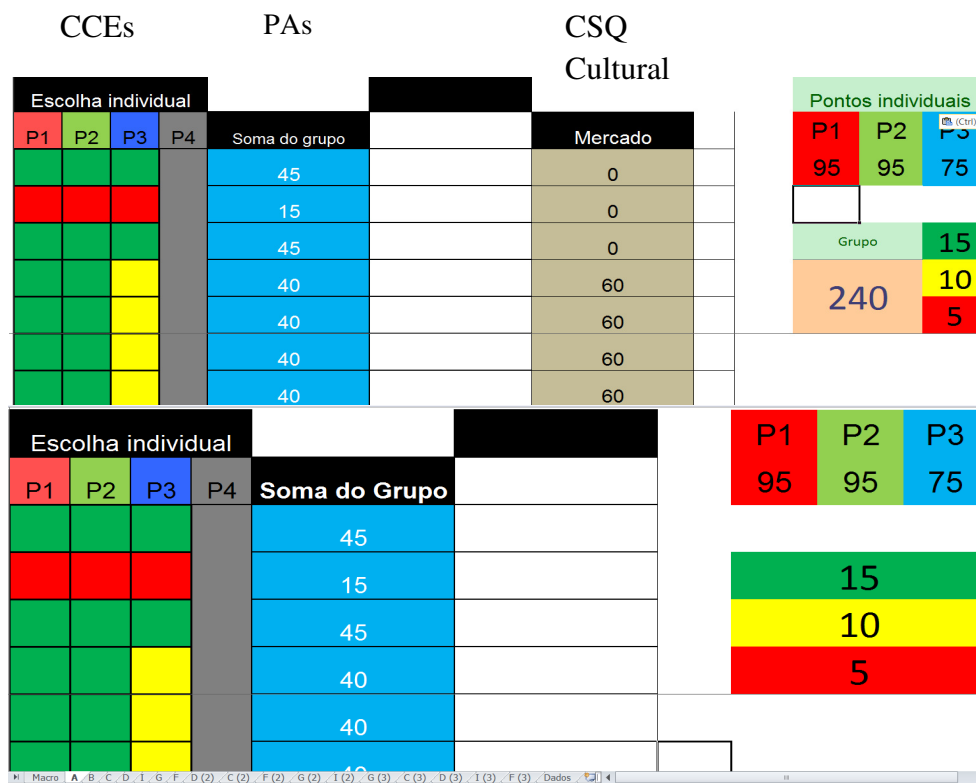 CCEs PAs CSQ
Cultural
Escolha individual Pontos individuais
P1 P2 P3 P4 Soma do grupo Mercado P1 P2 P3 (Ctrl)
45 0 95 95 75
15 0
45 0 Grupo 15
40 60 240 10
40 60 5
40 60
40 60
Escolha individual P1 P2 P3
P1 P2 P3 P4 Soma do Grupo 95 95 75
45
15 15
45 10
40 5
40
40
Macro A B C D I G F D (2) C (2) F (2) G (2) I (2) G (3) C (3) D (3) I (3) F (3) Dados